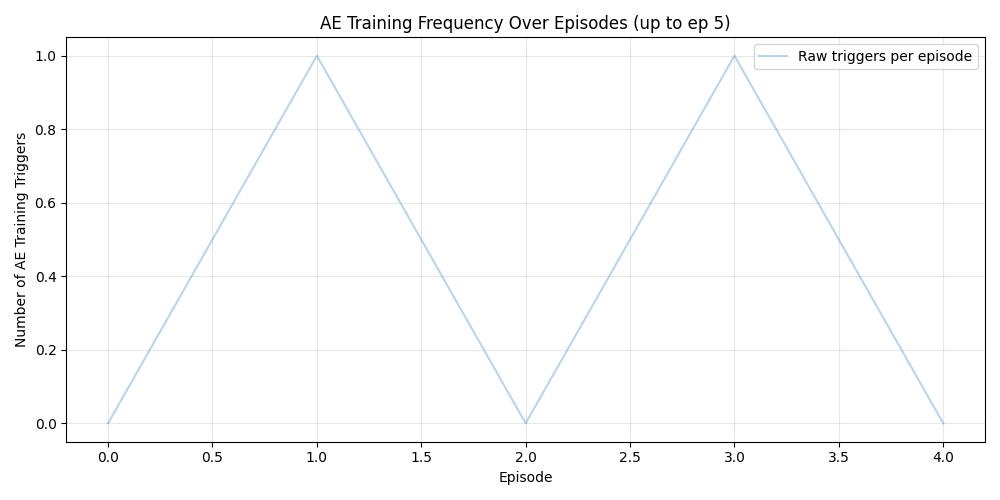 AE Training Frequency Over Episodes (up to ep 5)
Raw triggers per episode
Number of AE Training Triggers
1.0
0.8
0.6
0.4
0.2
0.0
0.0 0.5 1.0 1.5 2.0 2.5 3.0 3.5 4.0
Episode